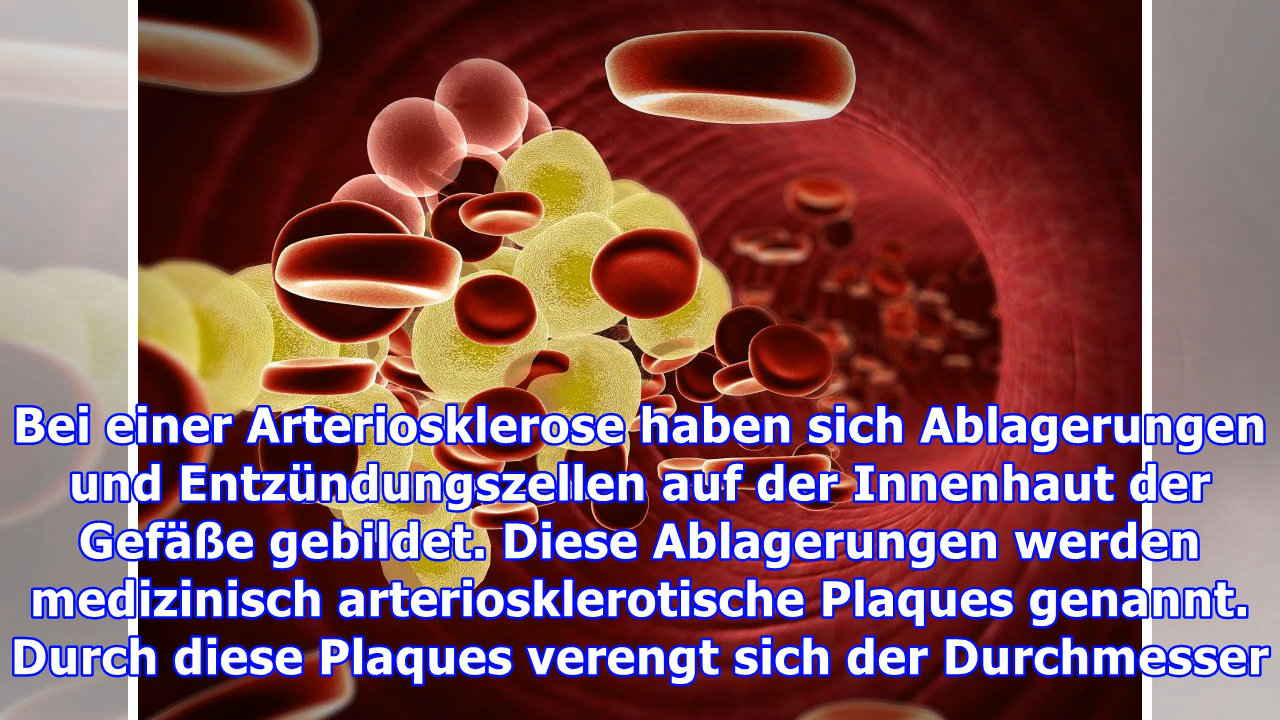 Bei einer Arteriosklerose haben sich Ablagerungen
und Entzündungszellen auf der Innenhaut der
Gefäße gebildet. Diese Ablagerungen werden
medizinisch arteriosklerotische Plaques genannt.
Durch diese Plaques verengt sich der Durchmesser